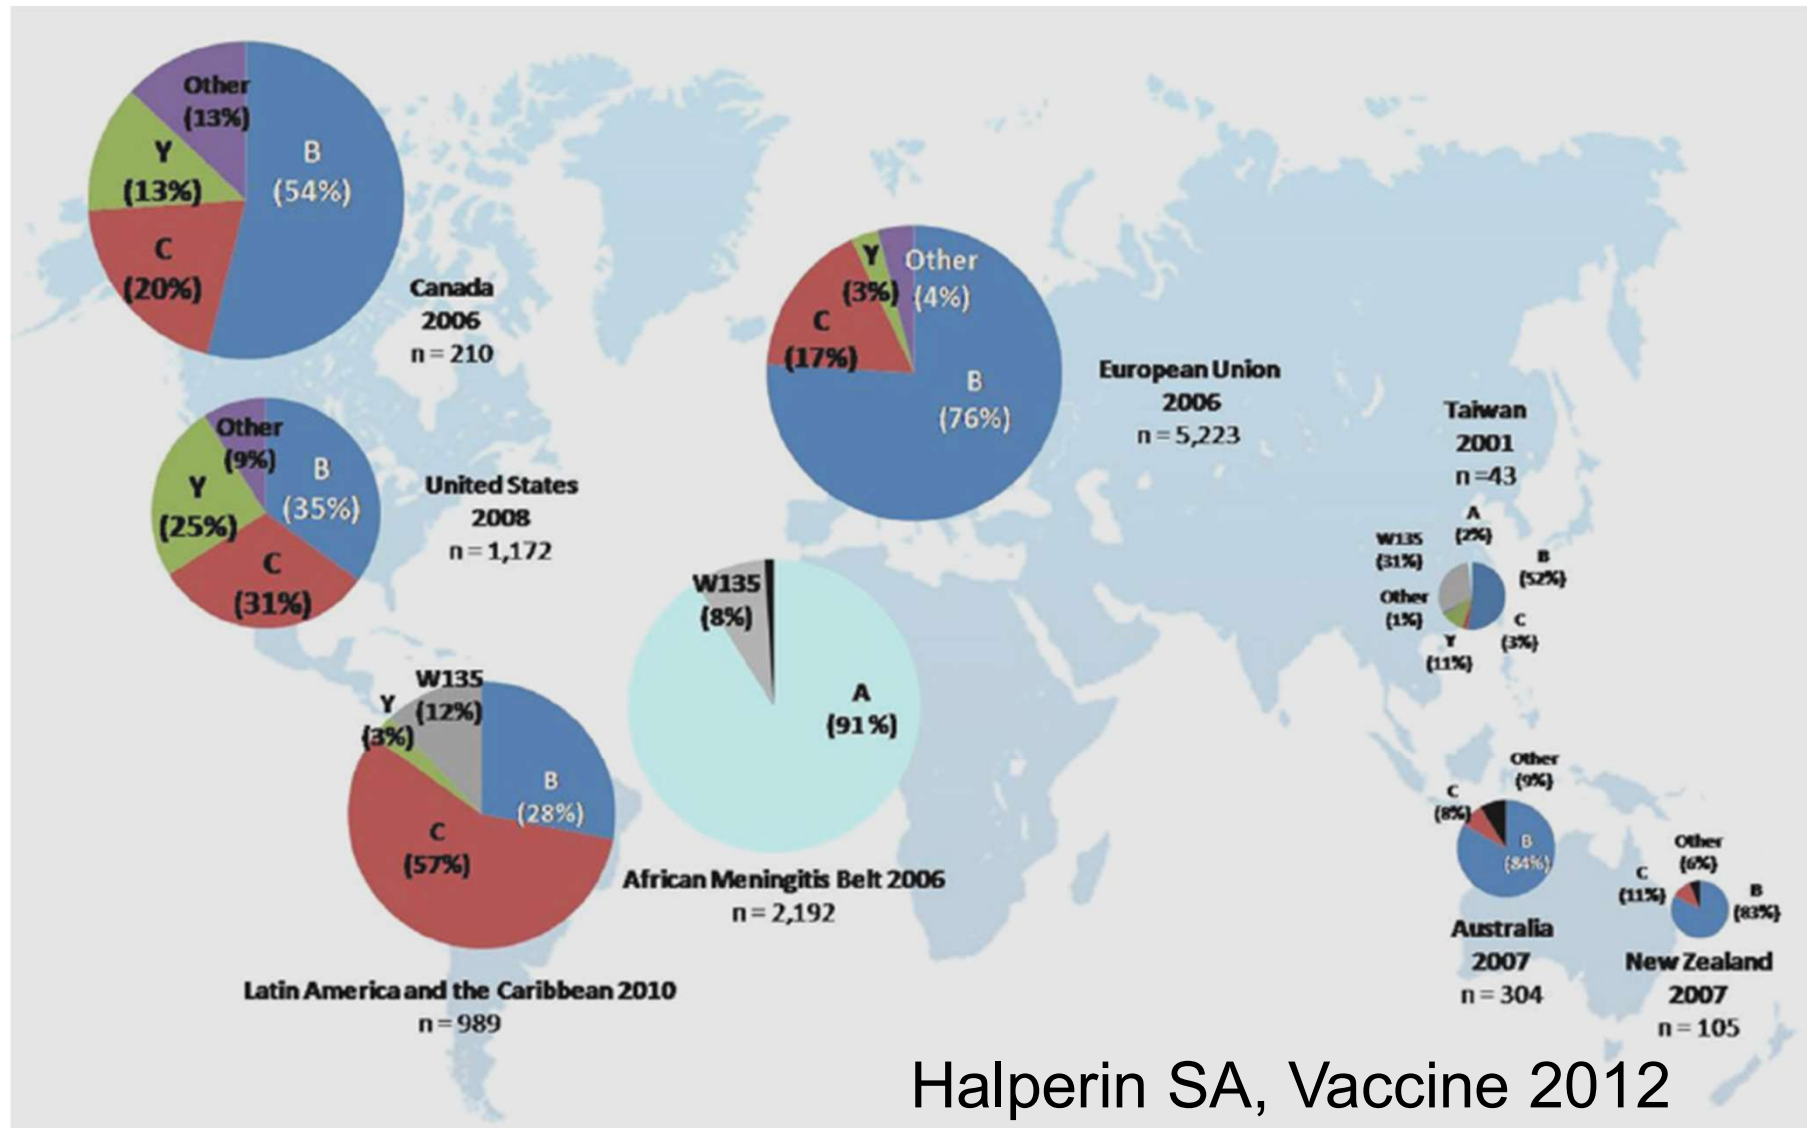 Other
(13%)
Y
(13%)
B
(54%)
C
(20%)
Canada
2006
n = 210
Other
(9%)
B
(35%)
Y
(25%)
C
(31%)
United States
2008
n = 1,172
W135
(12%)
Y
(3%)
B
(28%)
C
(57%)
Latin America and the Caribbean 2010
n = 989
Y
(3%)
Other
(4%)
C
(17%)
B
(76%)
European Union
2006
n = 5,223
W135
(8%)
A
(91%)
African Meningitis Belt 2006
n = 2,192
Taiwan
2001
n =43
A
(2%)
W135
(31%)
B
(52%)
Other
(1%)
C
(3%)
Y
(11%)
Other
(9%)
C
(8%)
B
(84%)
Australia
2007
n = 304
Other
(6%)
C
(11%)
B
(83%)
New Zealand
2007
n = 105
Halperin SA, Vaccine 2012